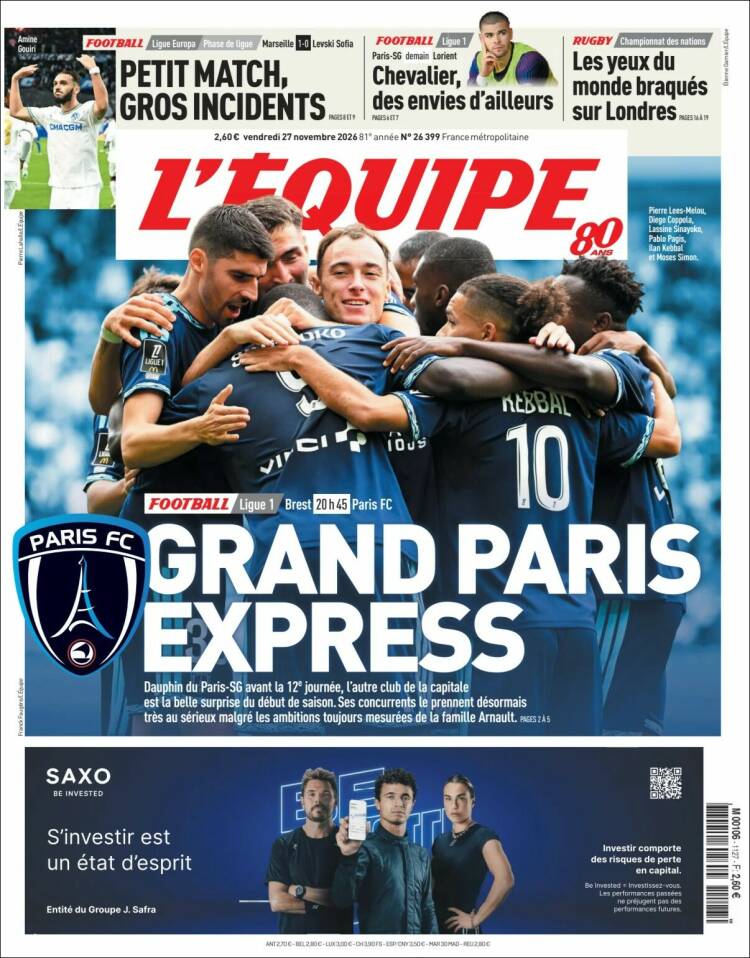 Amine
Gouiri
FOOTBALL Ligue Europa Phase de ligue Marseille 1-0 Levski Sofia
PETIT MATCH,
GROS INCIDENTS PAGES 8 ET 9
FOOTBALL Ligue 1
Paris-SG demain Lorient
Chevalier,
des envies d'ailleurs
PAGES 6 ET 7
RUGBY Championnat des nations
Les yeux du
monde braqués
sur Londres PAGES 16 À 19
2,60 € vendredi 27 novembre 2026 81e année N° 26 399 France métropolitaine
L'ÉQUIPE
80
ANS
Pierre Lees-Melou,
Diego Coppola,
Lassine Sinayoko,
Pablo Pagis,
Ilan Kebbal
et Moses Simon.
LIGUE 1
KEBBAL
10
FOOTBALL Ligue 1 Brest 20 h 45 Paris FC
PARIS FC
GRAND PARIS
EXPRESS
Dauphin du Paris-SG avant la 12e journée, l'autre club de la capitale
est la belle surprise du début de saison. Ses concurrents le prennent désormais
très au sérieux malgré les ambitions toujours mesurées de la famille Arnault. PAGES 2 À 5
SAXO
BE INVESTED
S'investir est
un état d'esprit
Entité du Groupe J. Safra
BE
Investir comporte
des risques de perte
en capital.
Be Invested = Investissez-vous.
Les performances passées
ne préjugent pas des
performances futures.
M 00106 - 1127 - F: 2,60 €
ANT 2,70 € - BEL 2,80 € - LUX 3,00 € - CH 3,90 FS - ESP/CNY 3,50 € - MAR 30 MAD - REU 2,80 €